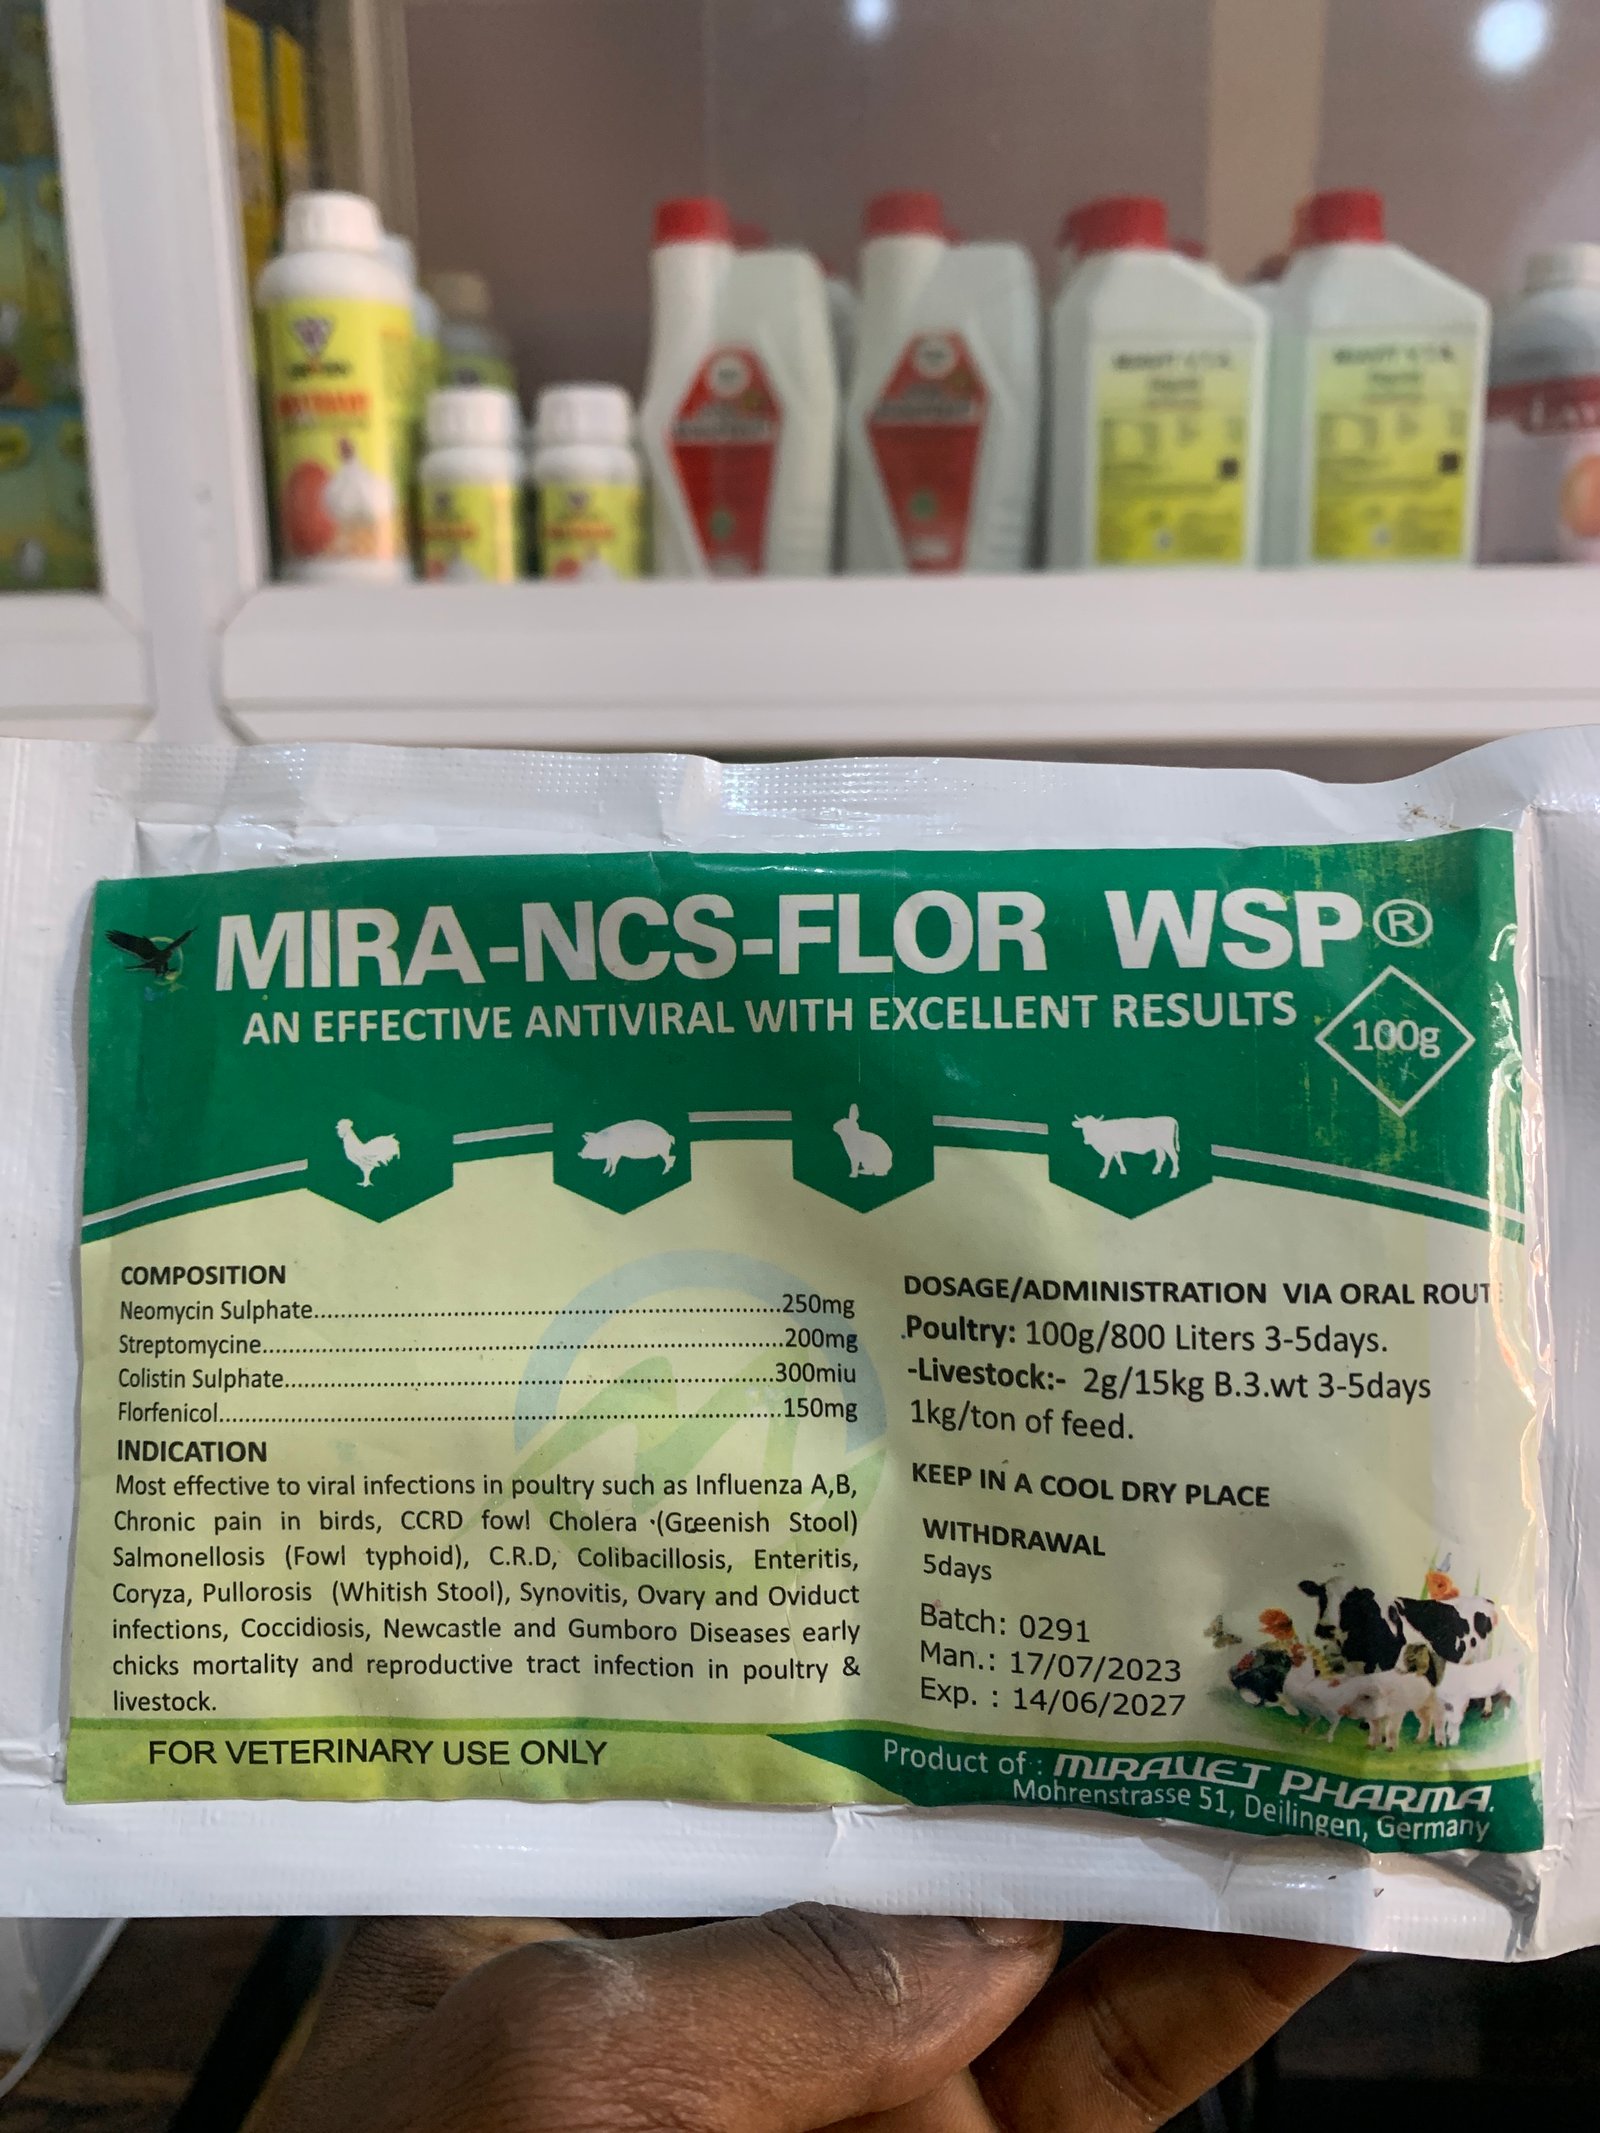 MIRA-NCS-FLOR WSP®
AN EFFECTIVE ANTIVIRAL WITH EXCELLENT RESULTS
100g
COMPOSITION
Neomycin Sulphate....................250mg
Streptomycine....................200mg
Colistin Sulphate....................300miu
Florfenicol....................150mg
INDICATION
Most effective to viral infections in poultry such as Influenza A,B,
Chronic pain in birds, CCRD fowl Cholera (Greenish Stool)
Salmonellosis (Fowl typhoid), C.R.D, Colibacillosis, Enteritis,
Coryza, Pullorosis (Whitish Stool), Synovitis, Ovary and Oviduct
infections, Coccidiosis, Newcastle and Gumboro Diseases early
chicks mortality and reproductive tract infection in poultry &
livestock.
FOR VETERINARY USE ONLY
DOSAGE/ADMINISTRATION VIA ORAL ROUT
.Poultry: 100g/800 Liters 3-5days.
-Livestock:- 2g/15kg B.3.wt 3-5days
1kg/ton of feed.
KEEP IN A COOL DRY PLACE
WITHDRAWAL
5days
Batch: 0291
Man.: 17/07/2023
Exp. : 14/06/2027
Product of : MIRAVET PHARMA.
Mohrenstrasse 51, Deilingen, Germany